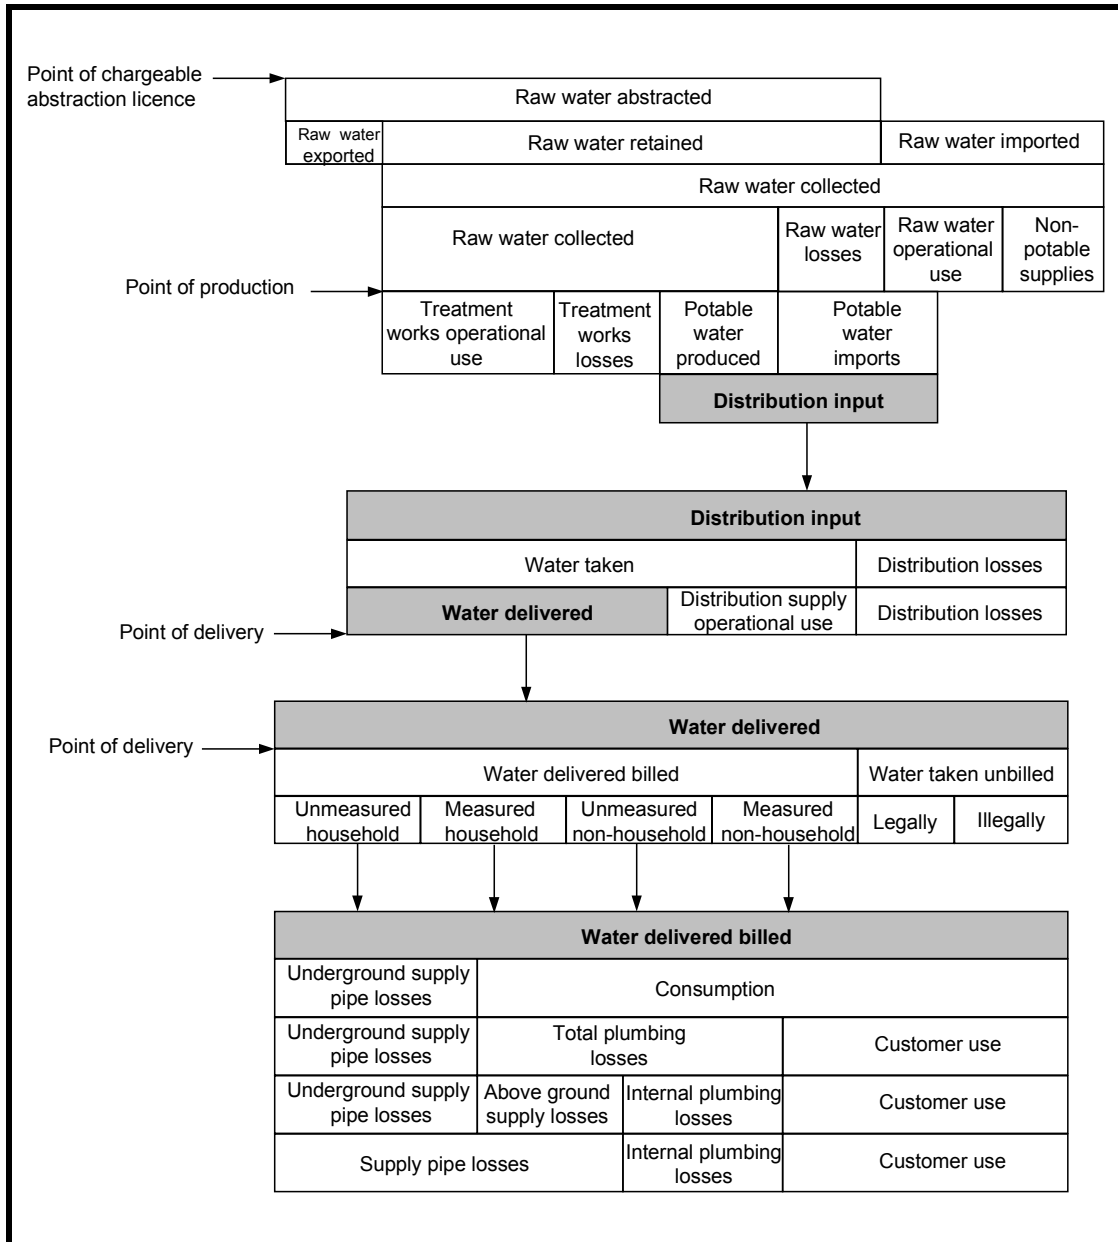 Point of chargeable
abstraction licence
Raw water abstracted
Raw water
exported
Raw water retained
Raw water imported
Raw water collected
Raw water collected
Raw water
losses
Raw water
operational
use
Non-
potable
supplies
Point of production
Treatment
works operational
use
Treatment
works
losses
Potable
water
produced
Potable
water
imports
Distribution input
Distribution input
Water taken
Distribution losses
Water delivered
Distribution supply
operational use
Distribution losses
Point of delivery
Water delivered
Point of delivery
Water delivered billed
Water taken unbilled
Unmeasured
household
Measured
household
Unmeasured
non-household
Measured
non-household
Legally
Illegally
Water delivered billed
Underground supply
pipe losses
Consumption
Underground supply
pipe losses
Total plumbing
losses
Customer use
Underground supply
pipe losses
Above ground
supply losses
Internal plumbing
losses
Customer use
Supply pipe losses
Internal plumbing
losses
Customer use